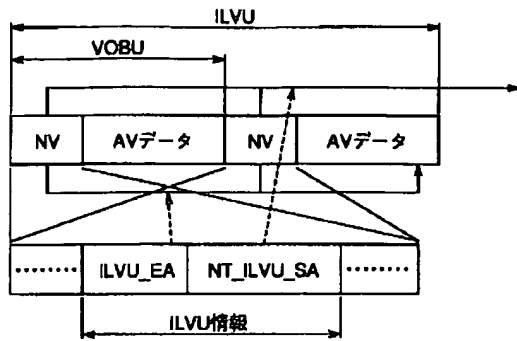 ILVU
VOBU
NV AVデータ NV AVデータ
……… ILVU_EA NT_ILVU_SA ………
ILVU情報